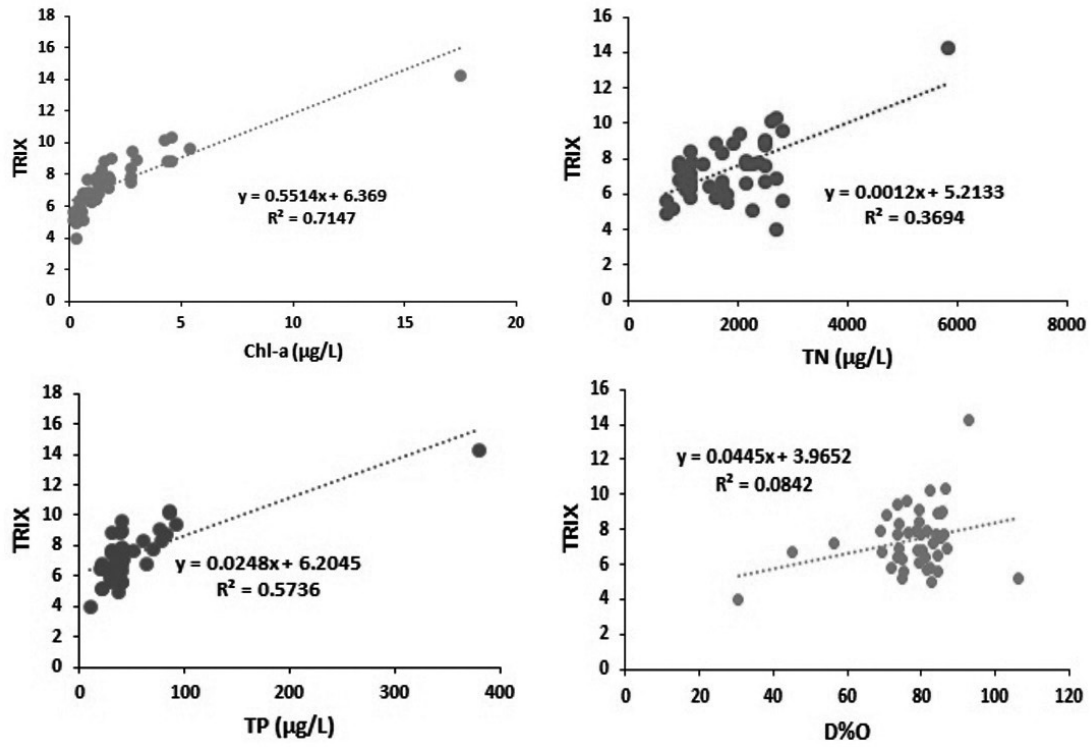 18
16
14
12
10
8
6
4
2
0
TRIX
y = 0.5514x + 6.369
R² = 0.7147
0 5 10 15 20
Chl-a (µg/L)
16
14
12
10
8
6
4
2
0
TRIX
y = 0.0012x + 5.2133
R² = 0.3694
0 2000 4000 6000 8000
TN (µg/L)
18
16
14
12
10
8
6
4
2
0
TRIX
y = 0.0248x + 6.2045
R² = 0.5736
0 100 200 300 400
TP (µg/L)
16
14
12
10
8
6
4
2
0
TRIX
y = 0.0445x + 3.9652
R² = 0.0842
0 20 40 60 80 100 120
D%O